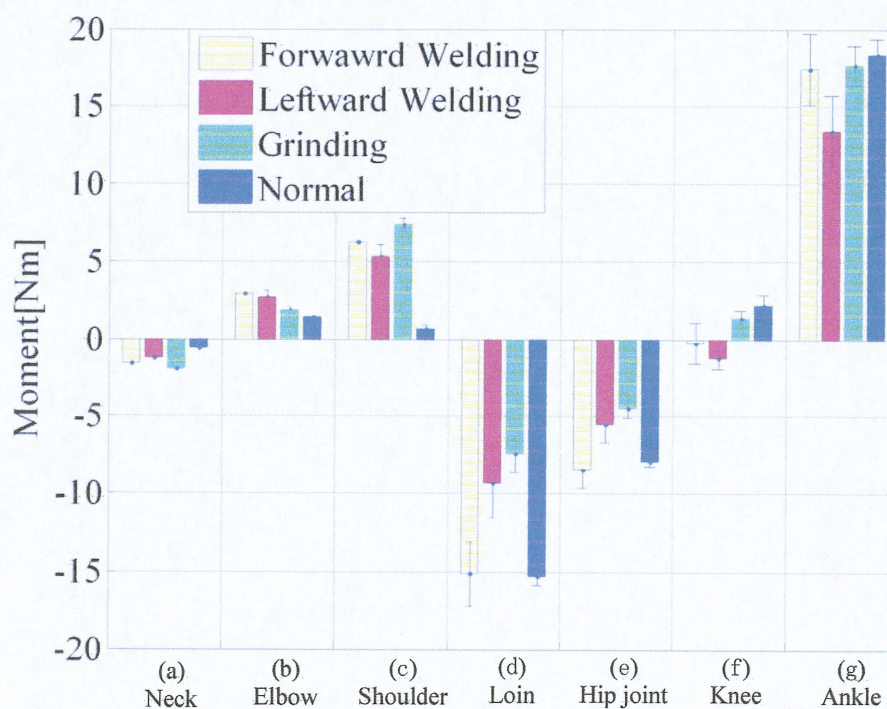 20
15
10
5
0
-5
-10
-15
-20
Moment[Nm]
Forwawrd Welding
Leftward Welding
Grinding
Normal
(a) (b) (c) (d) (e) (f) (g)
Neck Elbow Shoulder Loin Hip joint Knee Ankle